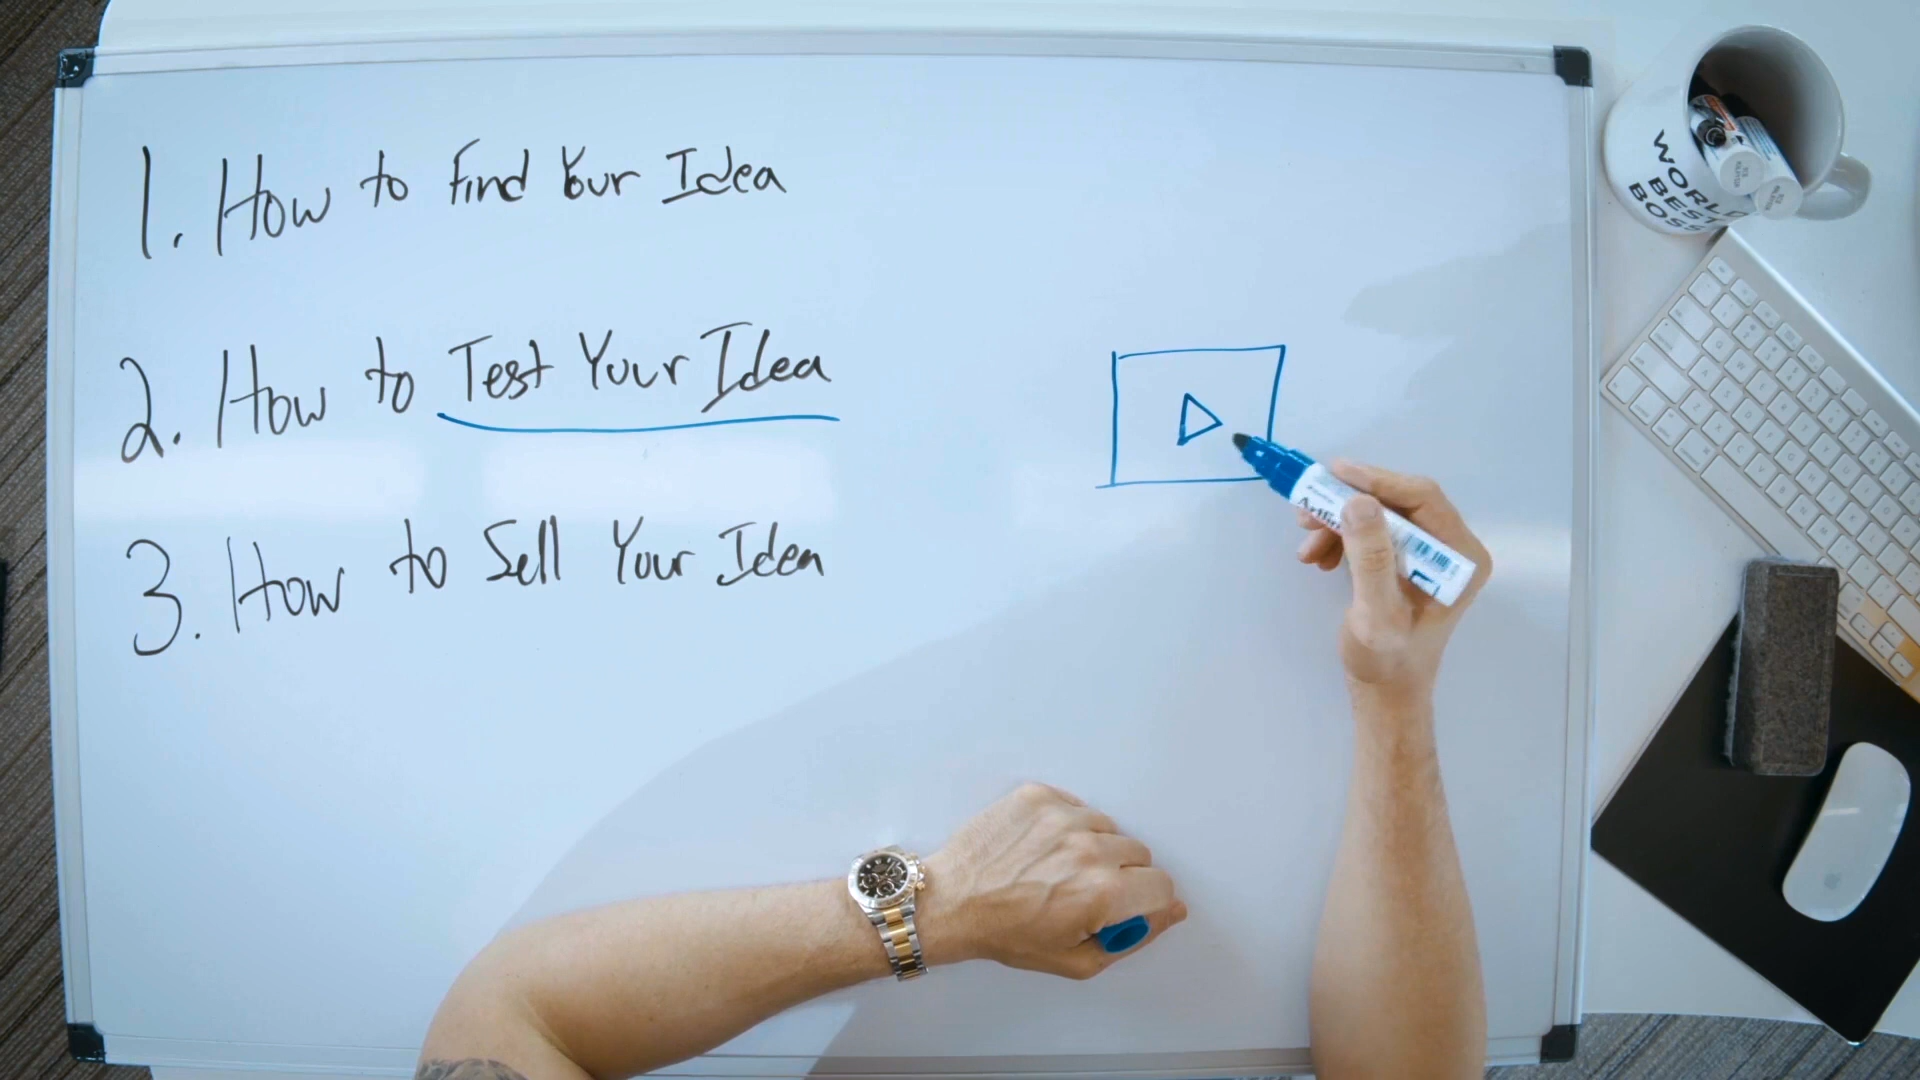 1. How to Find Your Idea
2. How to Test Your Idea
3. How to Sell Your Idea
WORLD
BEST
BOSS